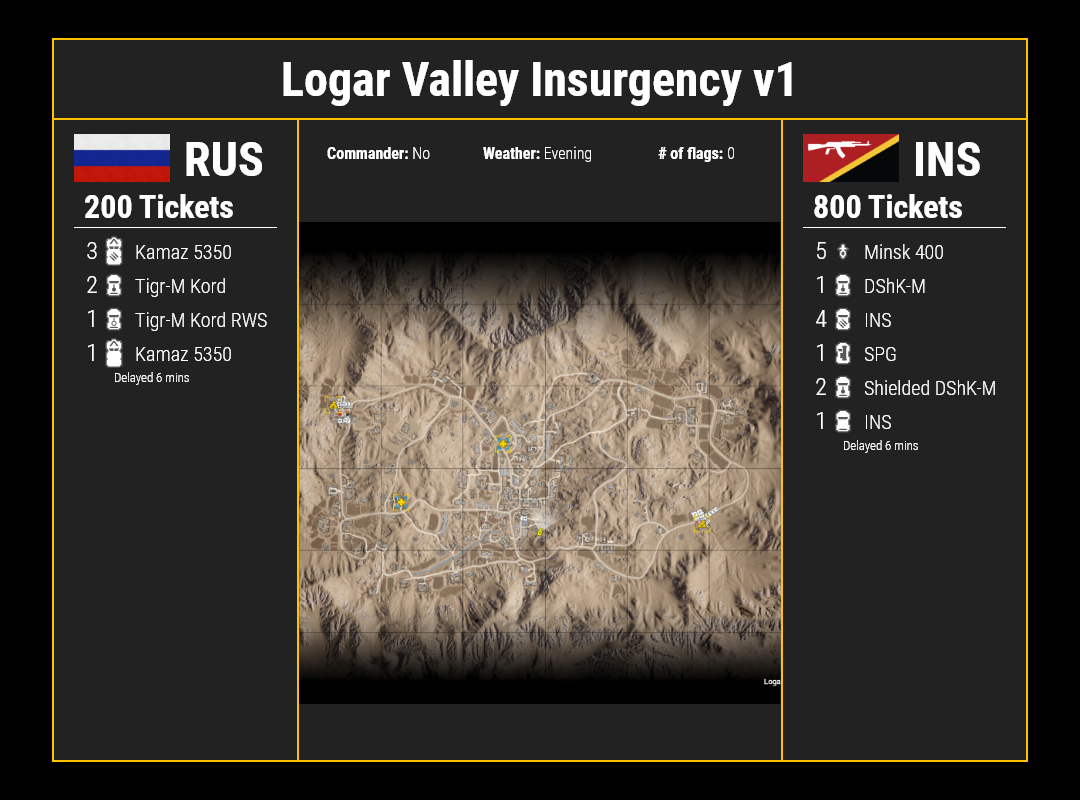 Logar Valley Insurgency v1
RUS
200 Tickets
3 Kamaz 5350
2 Tigr-M Kord
1 Tigr-M Kord RWS
1 Kamaz 5350
Delayed 6 mins
Commander: No Weather: Evening # of flags: 0
Loga
INS
800 Tickets
5 Minsk 400
1 DShK-M
4 INS
1 SPG
2 Shielded DShK-M
1 INS
Delayed 6 mins